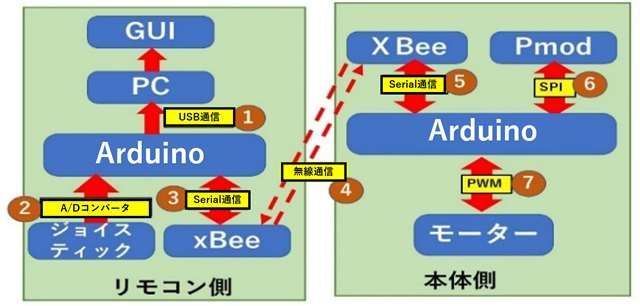 GUI
PC
USB通信
1
Arduino
2
A/Dコンバータ
3
Serial通信
ジョイス
ティック
xBee
リモコン側
無線通信
4
X Bee
Pmod
Serial通信
5
SPI
6
Arduino
PWM
7
モーター
本体側